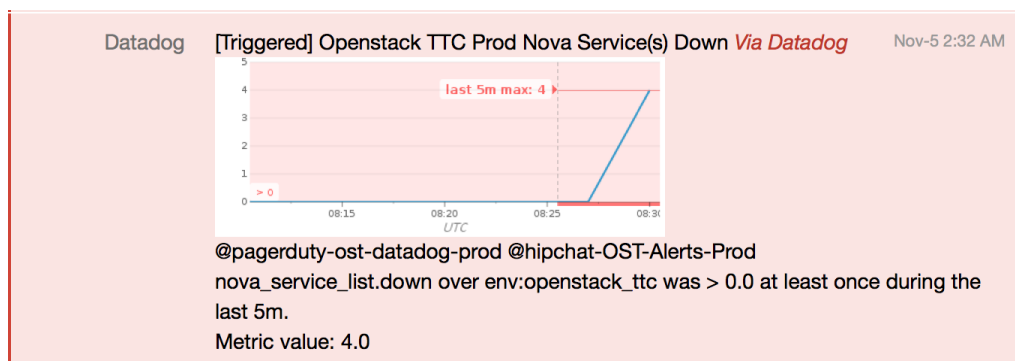 Datadog [Triggered] Openstack TTC Prod Nova Service(s) Down Via Datadog Nov-5 2:32 AM
5
last 5m max: 4
4
3
2
1
> 0
0
08:15 08:20 08:25 08:30
UTC
@pagerduty-ost-datadog-prod @hipchat-OST-Alerts-Prod
nova_service_list.down over env:openstack_ttc was > 0.0 at least once during the
last 5m.
Metric value: 4.0